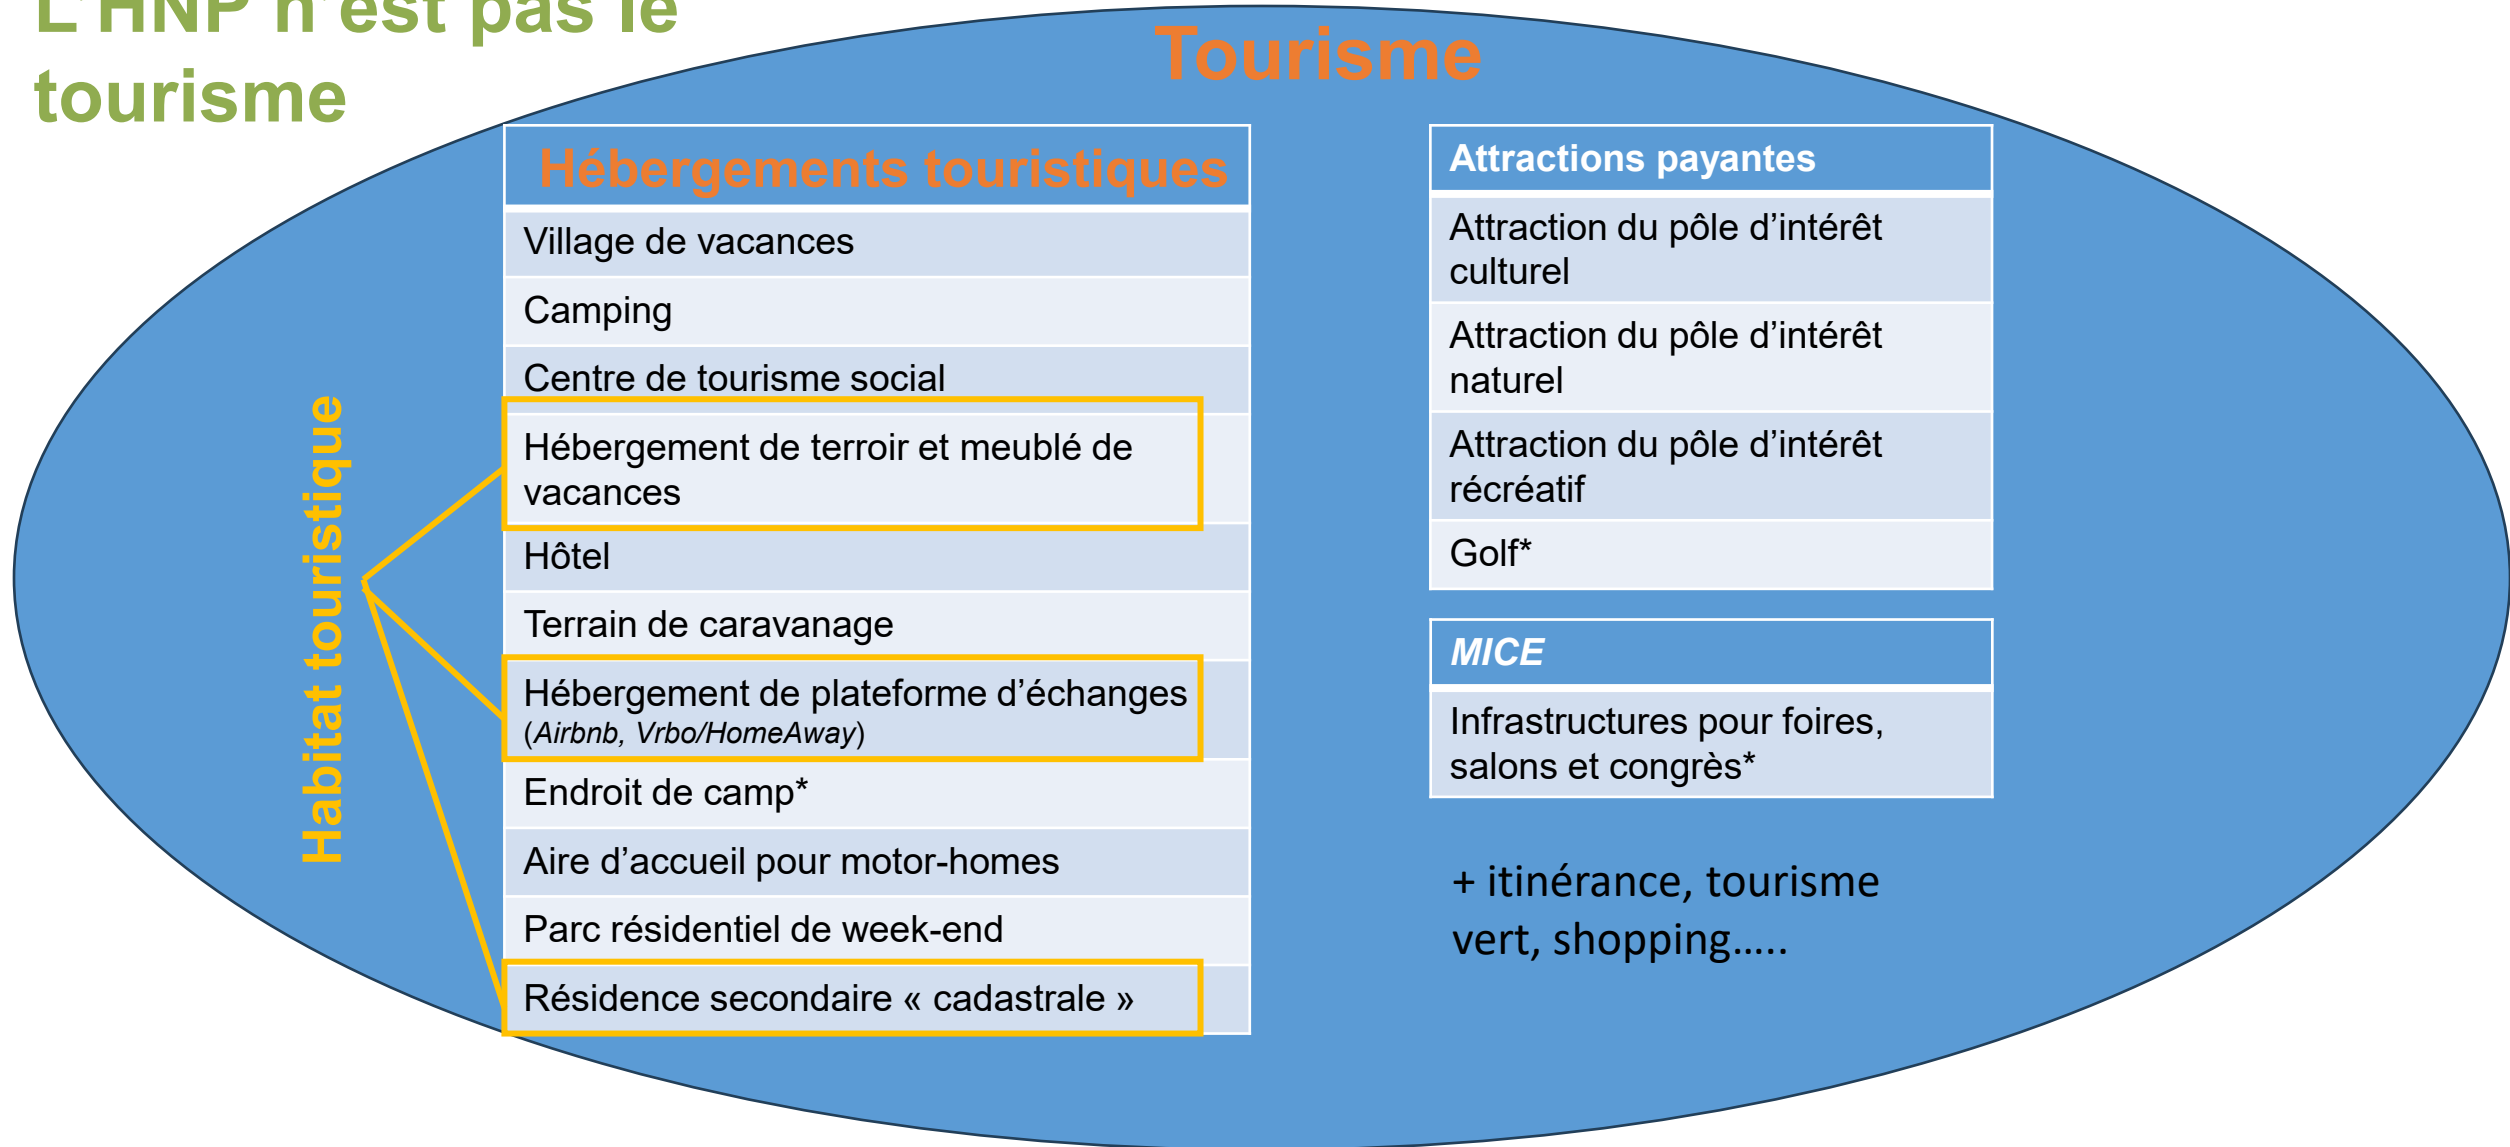 L'HNP n'est pas le
tourisme
Tourisme
Habitat touristique
Hébergements touristiques
Village de vacances
Camping
Centre de tourisme social
Hébergement de terroir et meublé de
vacances
Hôtel
Terrain de caravanage
Hébergement de plateforme d'échanges
(Airbnb, Vrbo/HomeAway)
Endroit de camp*
Aire d'accueil pour motor-homes
Parc résidentiel de week-end
Résidence secondaire « cadastrale »
Attractions payantes
Attraction du pôle d'intérêt
culturel
Attraction du pôle d'intérêt
naturel
Attraction du pôle d'intérêt
récréatif
Golf*
MICE
Infrastructures pour foires,
salons et congrès*
+ itinérance, tourisme
vert, shopping.....